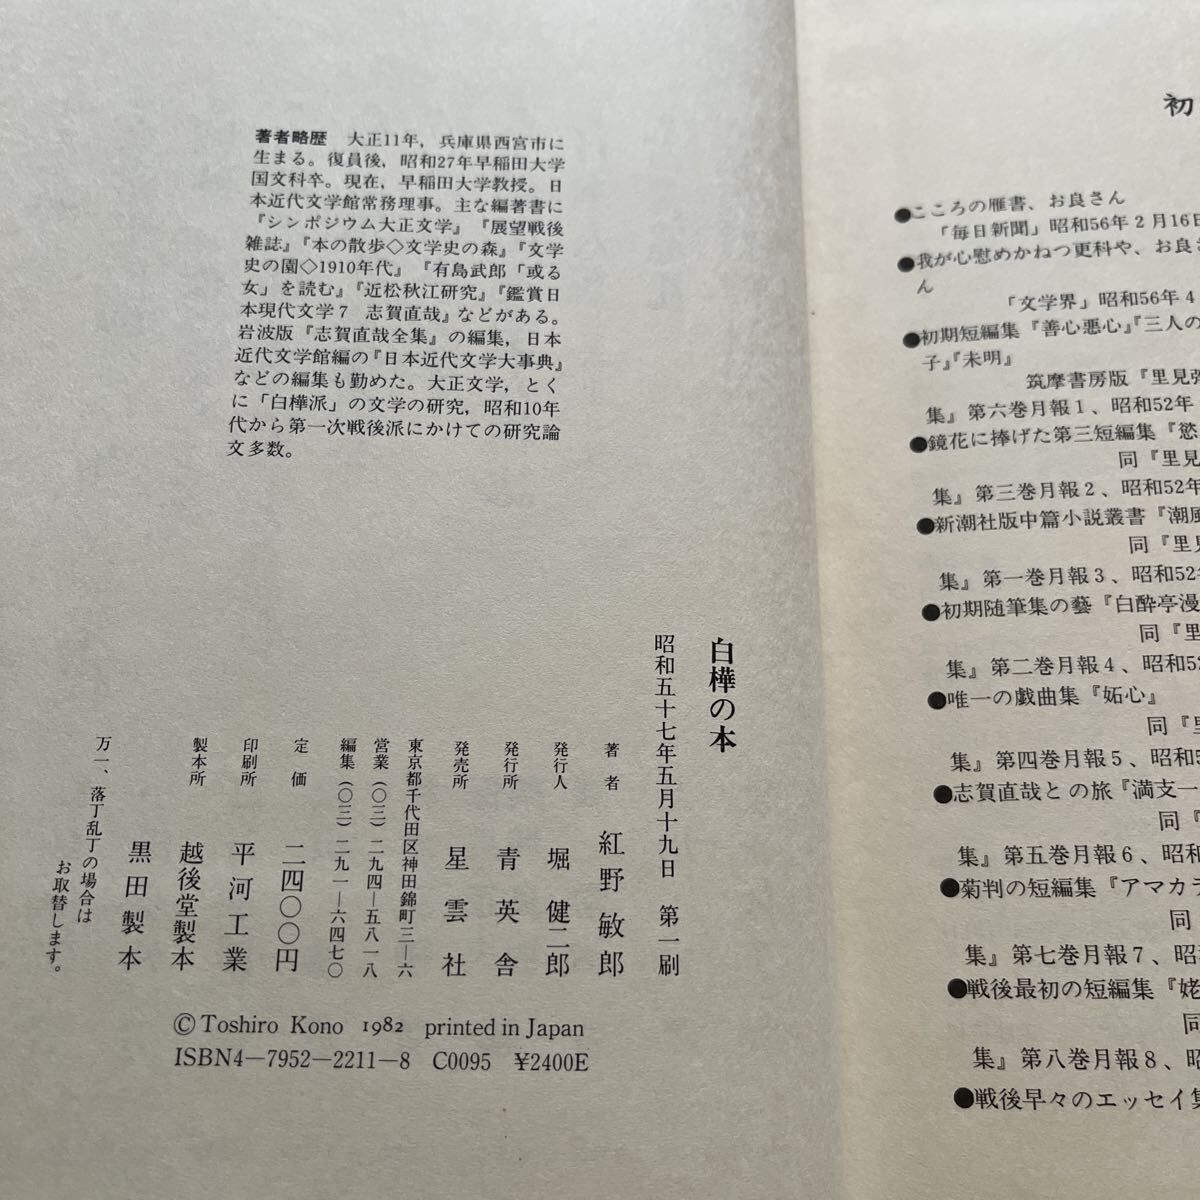 著者略歴　大正11年，兵庫県西宮市に
生まる。復員後，昭和27年早稲田大学
国文科卒。現在，早稲田大学教授。日
本近代文学館常務理事。主な編著書に
『シンポジウム大正文学』『展望戦後
雑誌』『本の散歩◇文学史の森』『文学
史の園◇1910年代』『有島武郎「或る
女」を読む』『近松秋江研究』『鑑賞日
本現代文学７　志賀直哉』などがある。
岩波版『志賀直哉全集』の編集，日本
近代文学館編の『日本近代文学大事典』
などの編集も勤めた。大正文学，とく
に「白樺派」の文学の研究，昭和10年
代から第一次戦後派にかけての研究論
文多数。
白樺の本
昭和五十七年五月十九日　第一刷
著者　紅野敏郎
発行人　堀健二郎
発行所　青英舎
発売所　星雲社
東京都千代田区神田錦町三―六
営業（〇三）二九四―五八一八
編集（〇三）二九一―六四七〇
定価　二四〇〇円
印刷所　平河工業
製本所　越後堂製本
黒田製本
万一、落丁乱丁の場合は
お取替します。
©Toshiro Kono 1982 printed in Japan
ISBN4―7952―2211―8 C0095 ¥2400E
初
●こころの雁書、お良さん
「毎日新聞」昭和56年２月16日
●我が心慰めかねつ更科や、お良さ
ん
「文学界」昭和56年４
●初期短編集『善心悪心』『三人の
子』『未明』
筑摩書房版『里見弴
集』第六巻月報１、昭和52年
●鏡花に捧げた第三短編集『慾
同『里見
集』第三巻月報２、昭和52年
●新潮社版中篇小説叢書『潮風
同『里見
集』第一巻月報３、昭和52年
●初期随筆集の藝『白酔亭漫
同『里
集』第二巻月報４、昭和52
●唯一の戯曲集『妬心』
同『里
集』第四巻月報５、昭和5
●志賀直哉との旅『満支一
同『
集』第五巻月報６、昭和
●菊判の短編集『アマカラ
同
集』第七巻月報７、昭
●戦後最初の短編集『姥
同
集』第八巻月報８、昭
●戦後早々のエッセイ集